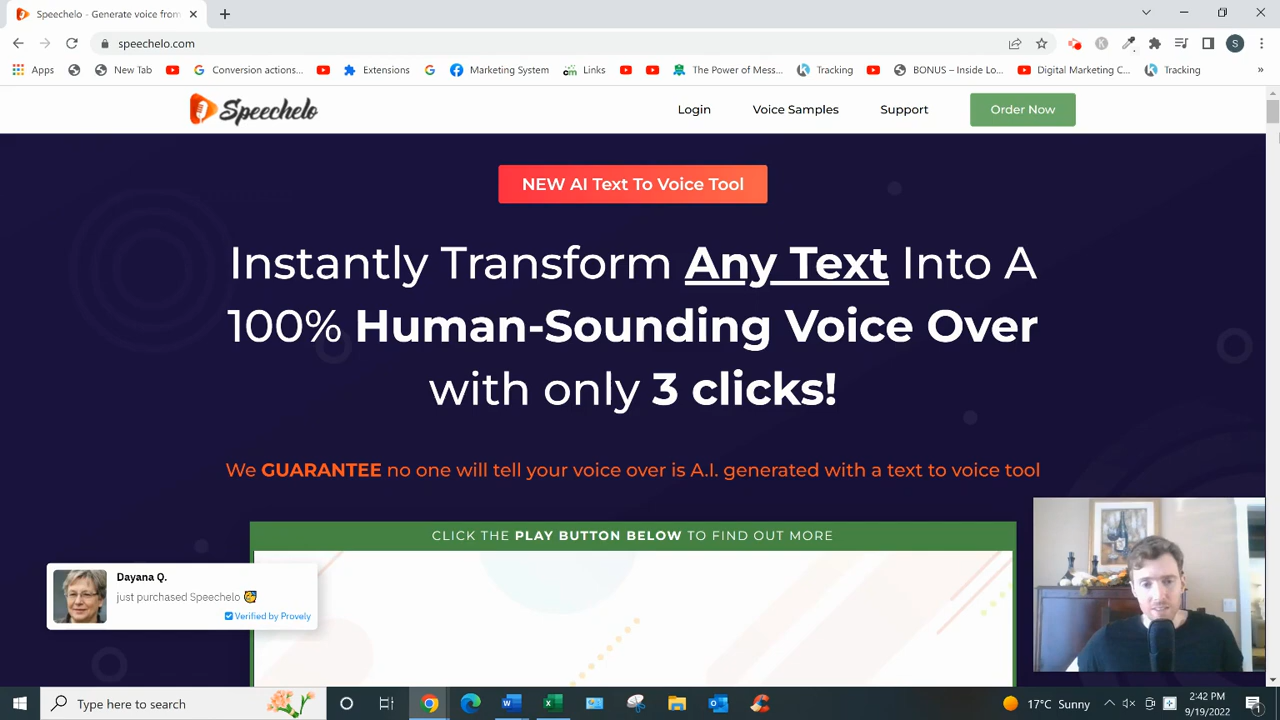 Speechelo - Generate voice from
speechelo.com
S
Apps
New Tab
Conversion actions...
Extensions
Marketing System
Links
The Power of Mess...
Tracking
BONUS – Inside Lo...
Digital Marketing C...
Tracking
»
Speechelo
Login
Voice Samples
Support
Order Now
NEW AI Text To Voice Tool
Instantly Transform Any Text Into A
100% Human-Sounding Voice Over
with only 3 clicks!
We GUARANTEE no one will tell your voice over is A.I. generated with a text to voice tool
CLICK THE PLAY BUTTON BELOW TO FIND OUT MORE
Dayana Q.
just purchased Speechelo
Verified by Provely
Type here to search
17°C Sunny
2:42 PM
9/19/2022